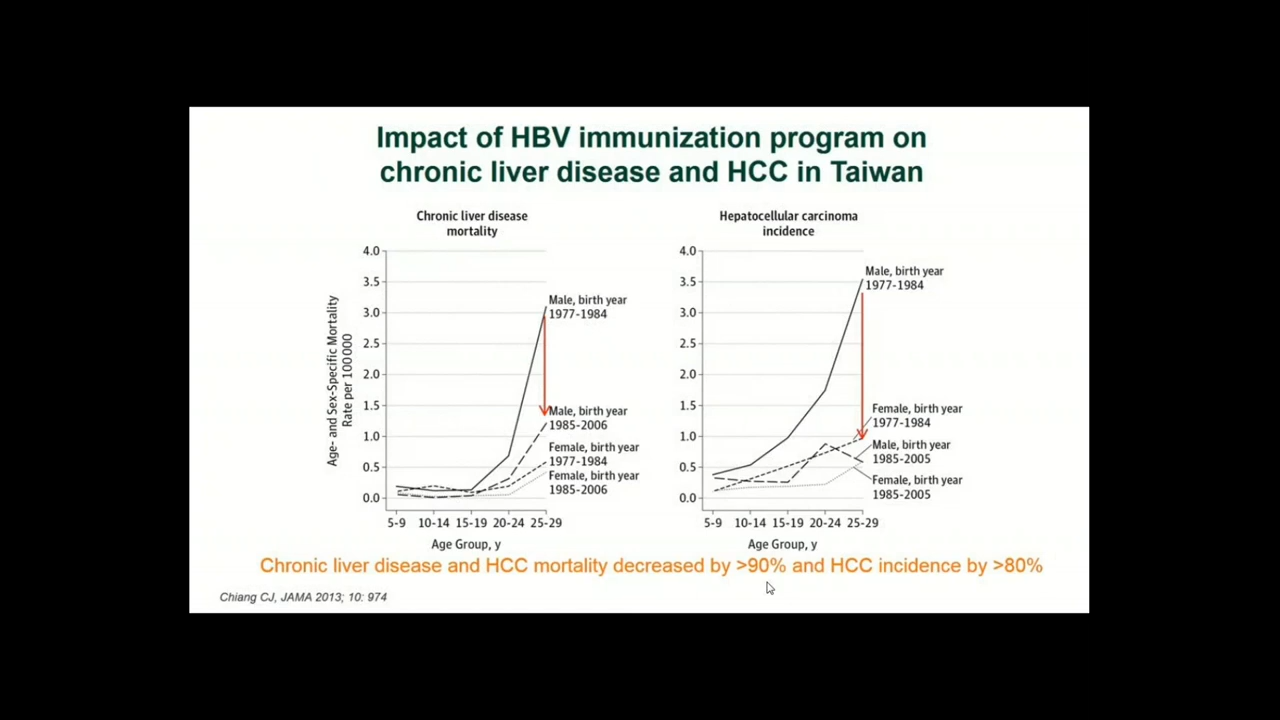 Impact of HBV immunization program on
chronic liver disease and HCC in Taiwan
Chronic liver disease
mortality
Age- and Sex-Specific Mortality
Rate per 100 000
4.0
3.5
3.0
2.5
2.0
1.5
1.0
0.5
0.0
Male, birth year
1977-1984
Male, birth year
1985-2006
Female, birth year
1977-1984
Female, birth year
1985-2006
5-9 10-14 15-19 20-24 25-29
Age Group, y
Hepatocellular carcinoma
incidence
4.0
3.5
3.0
2.5
2.0
1.5
1.0
0.5
0.0
Male, birth year
1977-1984
Female, birth year
1977-1984
Male, birth year
1985-2005
Female, birth year
1985-2005
5-9 10-14 15-19 20-24 25-29
Age Group, y
Chronic liver disease and HCC mortality decreased by >90% and HCC incidence by >80%
Chiang CJ, JAMA 2013; 10: 974